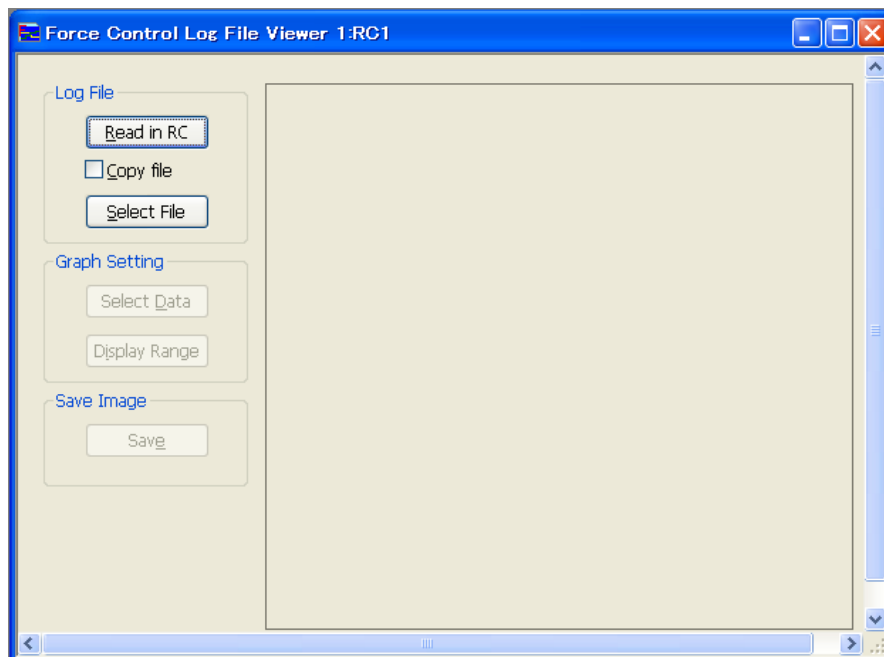 Force Control Log File Viewer 1:RC1
Log File
Read in RC
Copy file
Select File
Graph Setting
Select Data
Display Range
Save Image
Save